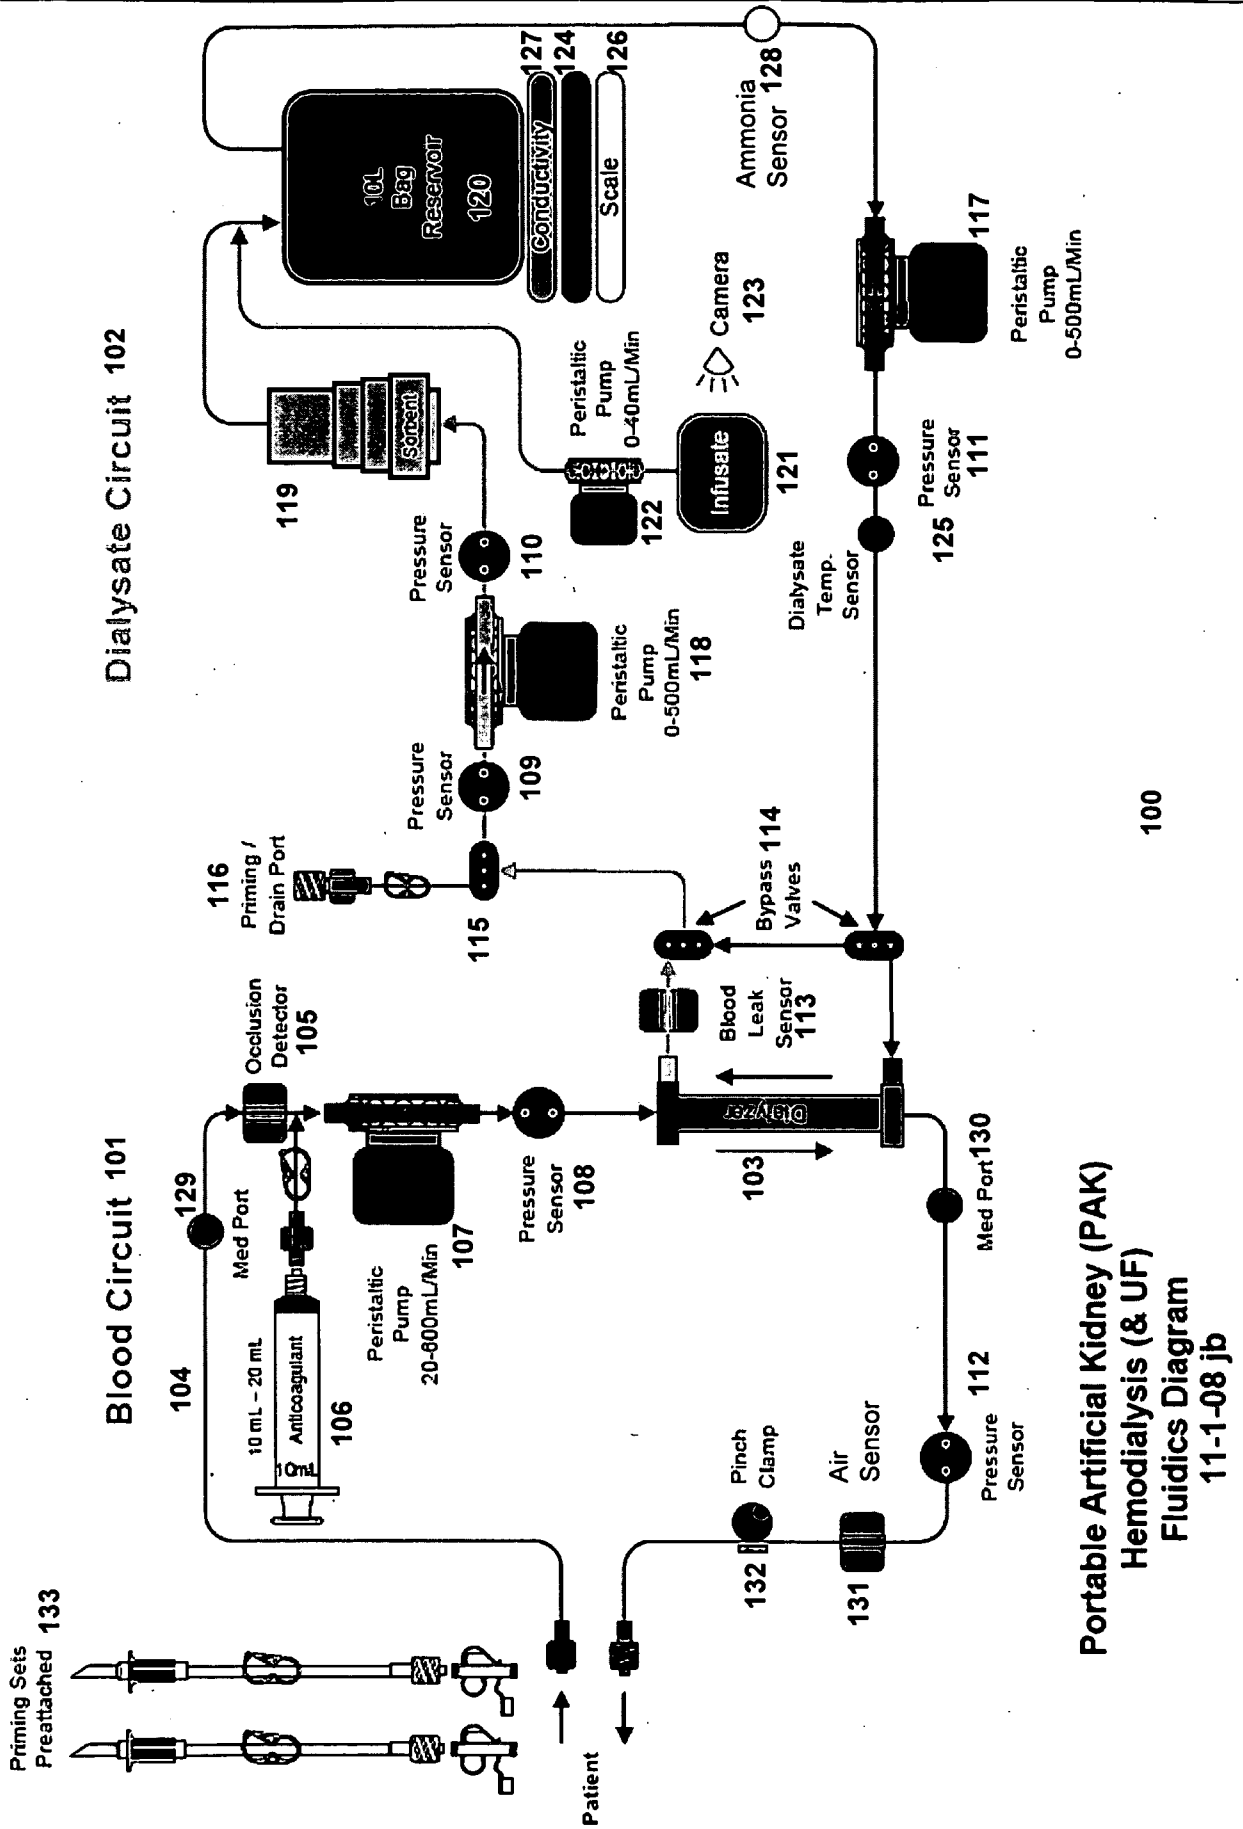 Priming Sets
Preattached 133
Blood Circuit 101
Dialysate Circuit 102
104
129
Med Port
10 mL - 20 mL
Anticoagulant
10mL
106
Occlusion
Detector
105
116
Priming /
Drain Port
115
Peristaltic
Pump
20-600mL/Min
107
Pressure
Sensor
108
Pressure
Sensor
109
Peristaltic
Pump
0-500mL/Min
118
Pressure
Sensor
110
119
Sorbent
10L
Bag
Reservoir
120
Conductivity
127
124
Scale
126
Peristaltic
Pump
0-40mL/Min
122
Infusate
121
Camera
123
Ammonia
Sensor 128
117
Peristaltic
Pump
0-500mL/Min
Pressure
Sensor
111
125
Dialysate
Temp.
Sensor
Bypass 114
Valves
Blood
Leak
Sensor
113
Dialyzer
103
Med Port 130
112
Pressure
Sensor
Air
Sensor
131
Pinch
Clamp
132
Patient
100
Portable Artificial Kidney (PAK)
Hemodialysis (& UF)
Fluidics Diagram
11-1-08 jb